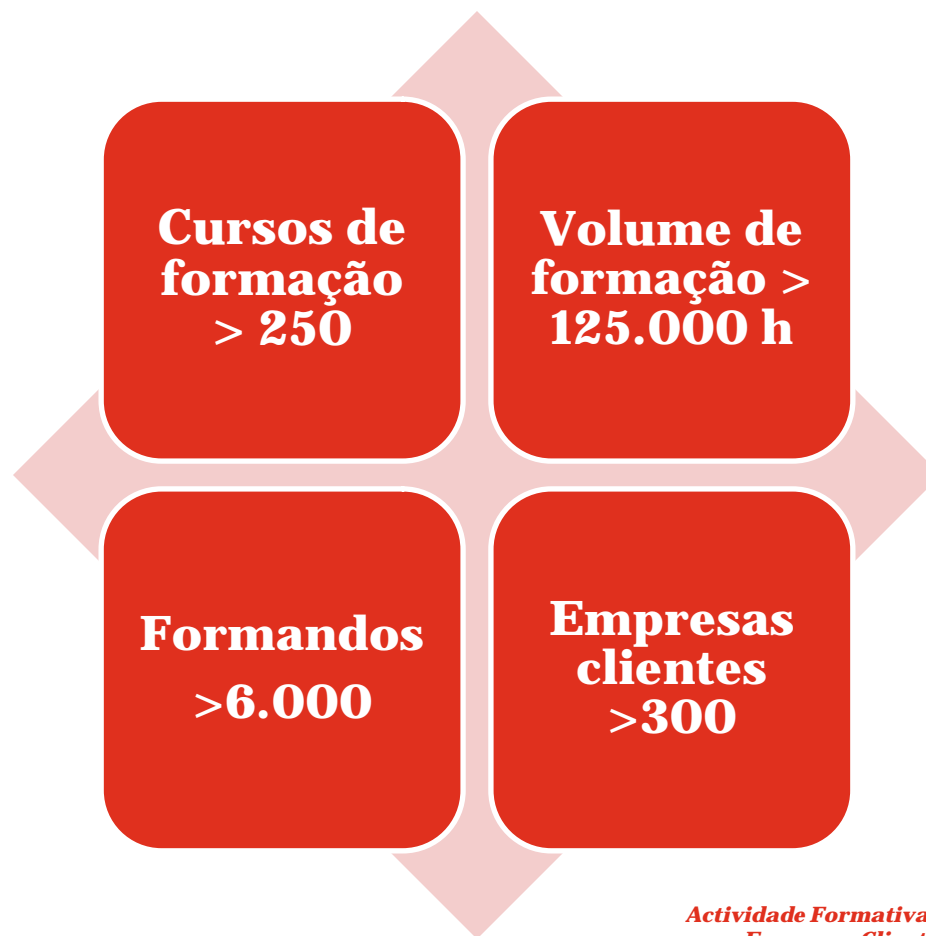 Cursos de
formação
> 250
Volume de
formação >
125.000 h
Formandos
>6.000
Empresas
clientes
>300
Actividade Formativa